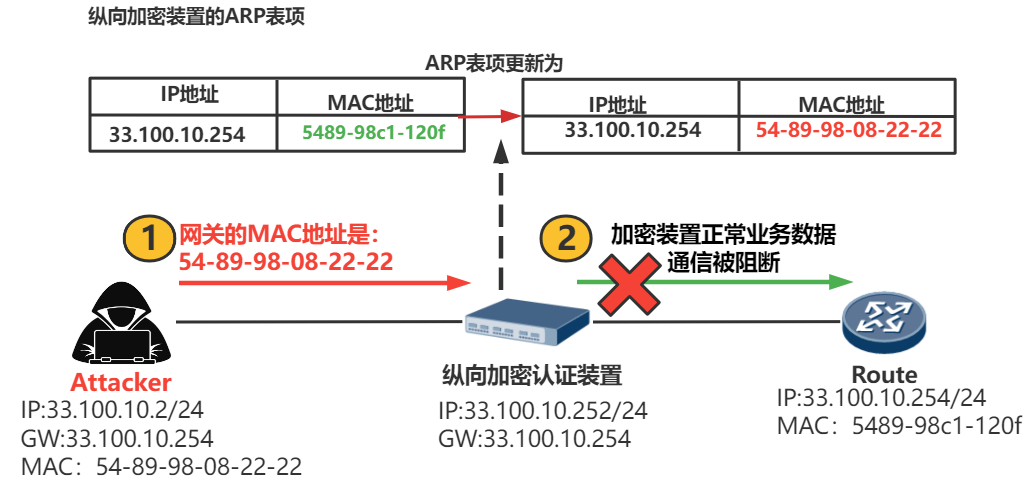 纵向加密装置的ARP表项
ARP表项更新为
IP地址 MAC地址
33.100.10.254 5489-98c1-120f
IP地址 MAC地址
33.100.10.254 54-89-98-08-22-22
1
网关的MAC地址是：
54-89-98-08-22-22
2
加密装置正常业务数据
通信被阻断
Attacker
IP:33.100.10.2/24
GW:33.100.10.254
MAC：54-89-98-08-22-22
纵向加密认证装置
IP:33.100.10.252/24
GW:33.100.10.254
Route
IP:33.100.10.254/24
MAC：5489-98c1-120f